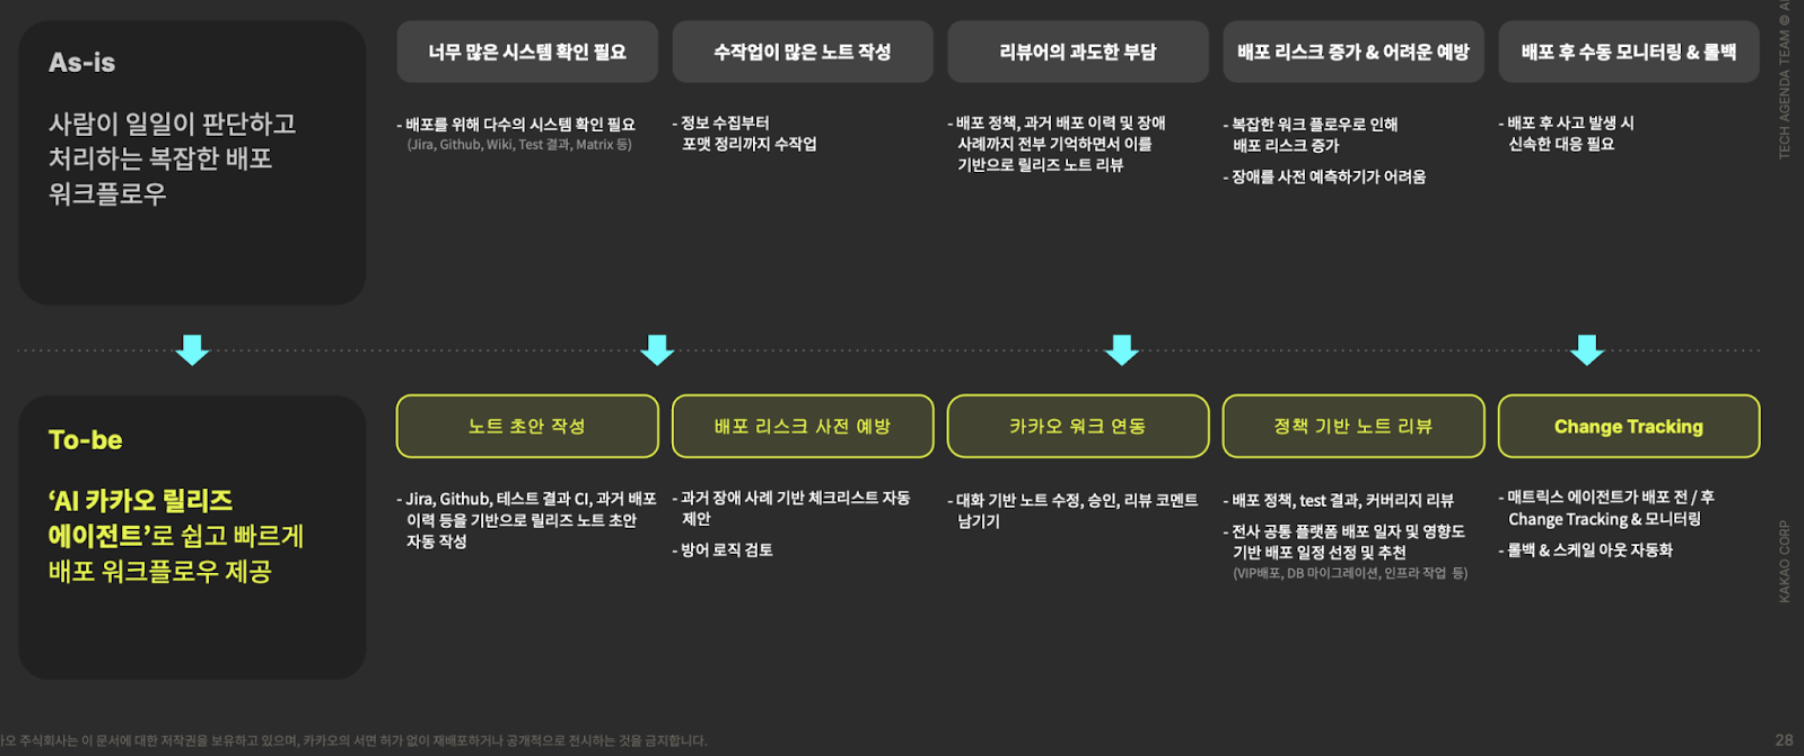 As-is
사람이 일일이 판단하고
처리하는 복잡한 배포
워크플로우
너무 많은 시스템 확인 필요
- 배포를 위해 다수의 시스템 확인 필요
(Jira, Github, Wiki, Test 결과, Matrix 등)
수작업이 많은 노트 작성
- 정보 수집부터
포맷 정리까지 수작업
리뷰어의 과도한 부담
- 배포 정책, 과거 배포 이력 및 장애
사례까지 전부 기억하면서 이를
기반으로 릴리즈 노트 리뷰
배포 리스크 증가 & 어려운 예방
- 복잡한 워크 플로우로 인해
배포 리스크 증가
- 장애를 사전 예측하기가 어려움
배포 후 수동 모니터링 & 롤백
- 배포 후 사고 발생 시
신속한 대응 필요
To-be
‘AI 카카오 릴리즈
에이전트’로 쉽고 빠르게
배포 워크플로우 제공
노트 초안 작성
- Jira, Github, 테스트 결과 CI, 과거 배포
이력 등을 기반으로 릴리즈 노트 초안
자동 작성
배포 리스크 사전 예방
- 과거 장애 사례 기반 체크리스트 자동
제안
- 방어 로직 검토
카카오 워크 연동
- 대화 기반 노트 수정, 승인, 리뷰 코멘트
남기기
정책 기반 노트 리뷰
- 배포 정책, test 결과, 커버리지 리뷰
- 전사 공통 플랫폼 배포 일자 및 영향도
기반 배포 일정 선정 및 추천
(VIP배포, DB 마이그레이션, 인프라 작업 등)
Change Tracking
- 매트릭스 에이전트가 배포 전 / 후
Change Tracking & 모니터링
- 롤백 & 스케일 아웃 자동화
TECH AGENDA TEAM ©
KAKAO CORP
주식회사는 이 문서에 대한 저작권을 보유하고 있으며, 카카오의 서면 허가 없이 재배포하거나 공개적으로 전시하는 것을 금지합니다.
28